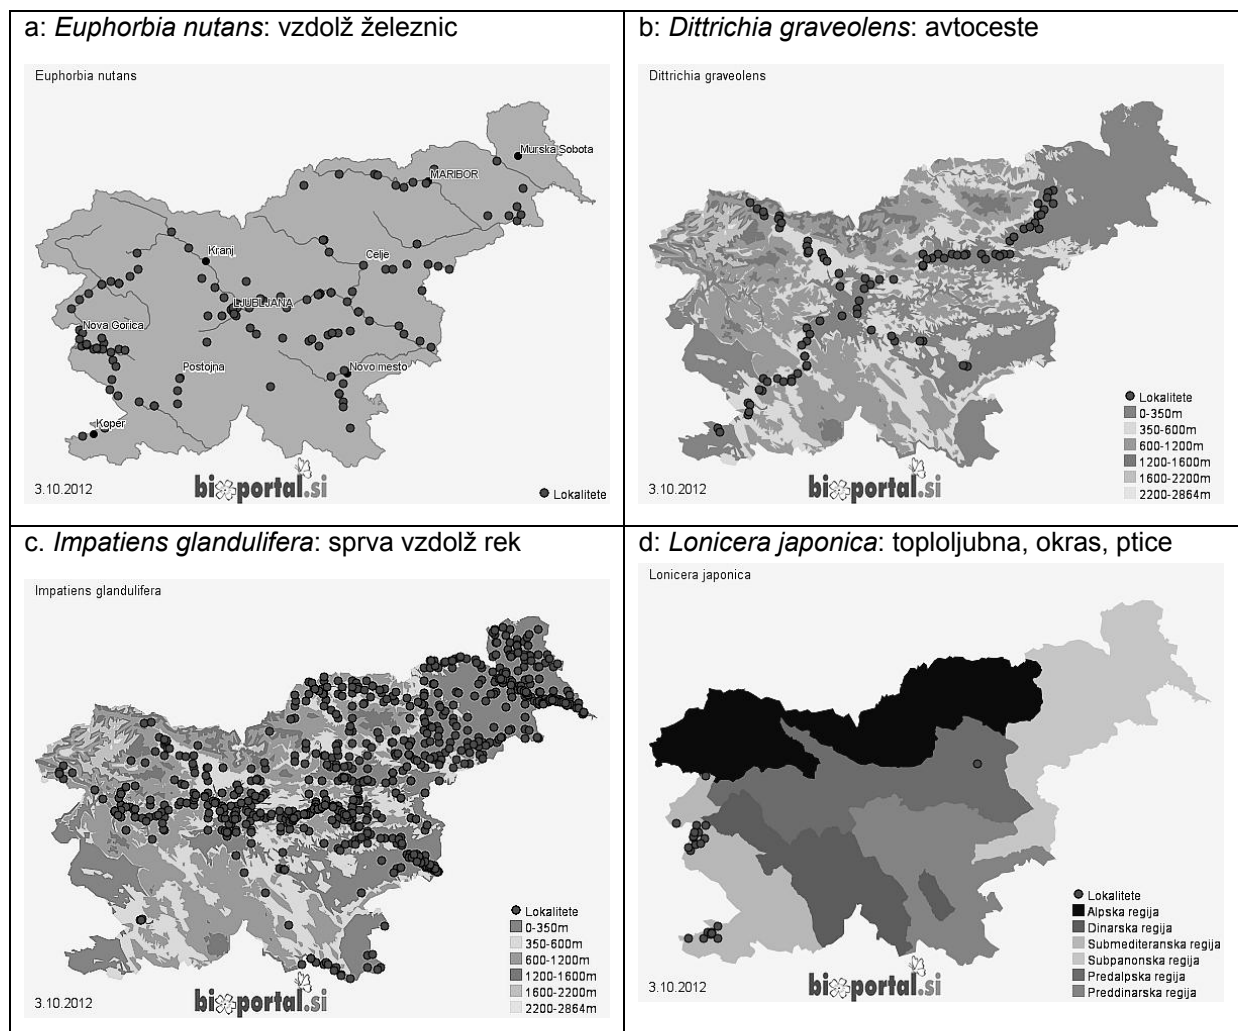 a: Euphorbia nutans: vzdolž železnic
Euphorbia nutans
Murska Sobota
MARIBOR
Kranj
Celje
LJUBLJANA
Nova Gorica
Postojna
Novo mesto
Koper
3.10.2012
bioportal.si
Lokalitete
b: Dittrichia graveolens: avtoceste
Dittrichia graveolens
Lokalitete
0-350m
350-600m
600-1200m
1200-1600m
1600-2200m
2200-2864m
3.10.2012
bioportal.si
c. Impatiens glandulifera: sprva vzdolž rek
Impatiens glandulifera
Lokalitete
0-350m
350-600m
600-1200m
1200-1600m
1600-2200m
2200-2864m
3.10.2012
bioportal.si
d: Lonicera japonica: toploljubna, okras, ptice
Lonicera japonica
Lokalitete
Alpska regija
Dinarska regija
Submediteranska regija
Subpanonska regija
Predalpska regija
Preddinarska regija
3.10.2012
bioportal.si